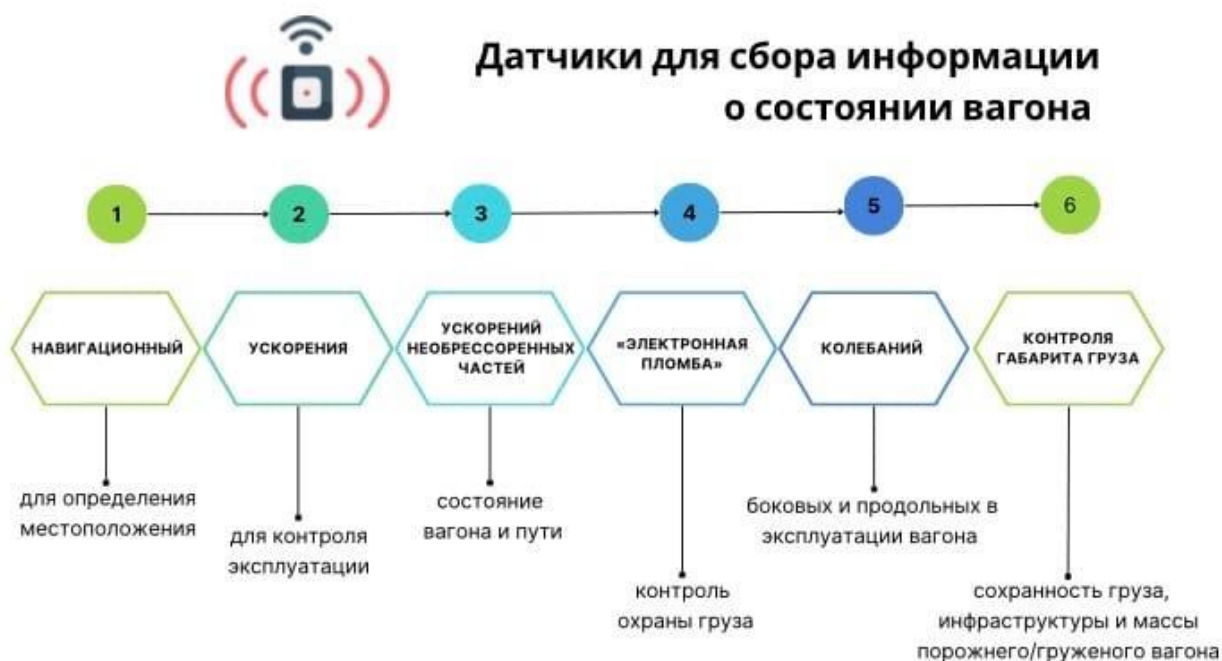 Датчики для сбора информации
о состоянии вагона
1
2
3
4
5
6
НАВИГАЦИОННЫЙ
УСКОРЕНИЯ
УСКОРЕНИЙ
НЕОБРЕССОРЕННЫХ
ЧАСТЕЙ
«ЭЛЕКТРОННАЯ
ПЛОМБА»
КОЛЕБАНИЙ
КОНТРОЛЯ
ГАБАРИТА ГРУЗА
для определения
местоположения
для контроля
эксплуатации
состояние
вагона и пути
контроль
охраны груза
боковых и продольных в
эксплуатации вагона
сохранность груза,
инфраструктуры и массы
порожнего/груженого вагона